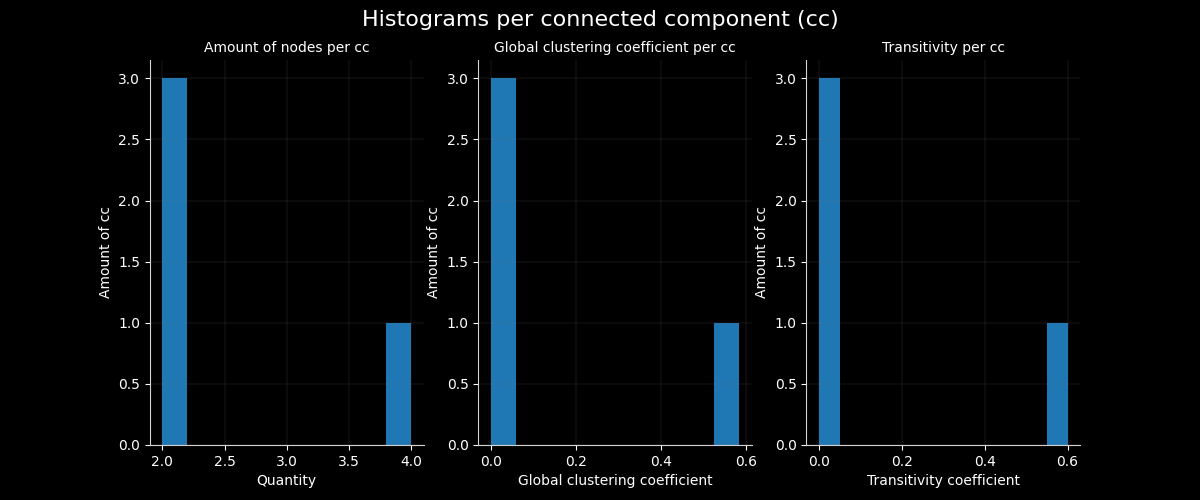 Histograms per connected component (cc)
Amount of nodes per cc
Global clustering coefficient per cc
Transitivity per cc
3.0
2.5
2.0
1.5
1.0
0.5
0.0
Amount of cc
2.0 2.5 3.0 3.5 4.0
Quantity
3.0
2.5
2.0
1.5
1.0
0.5
0.0
Amount of cc
0.0 0.2 0.4 0.6
Global clustering coefficient
3.0
2.5
2.0
1.5
1.0
0.5
0.0
Amount of cc
0.0 0.2 0.4 0.6
Transitivity coefficient